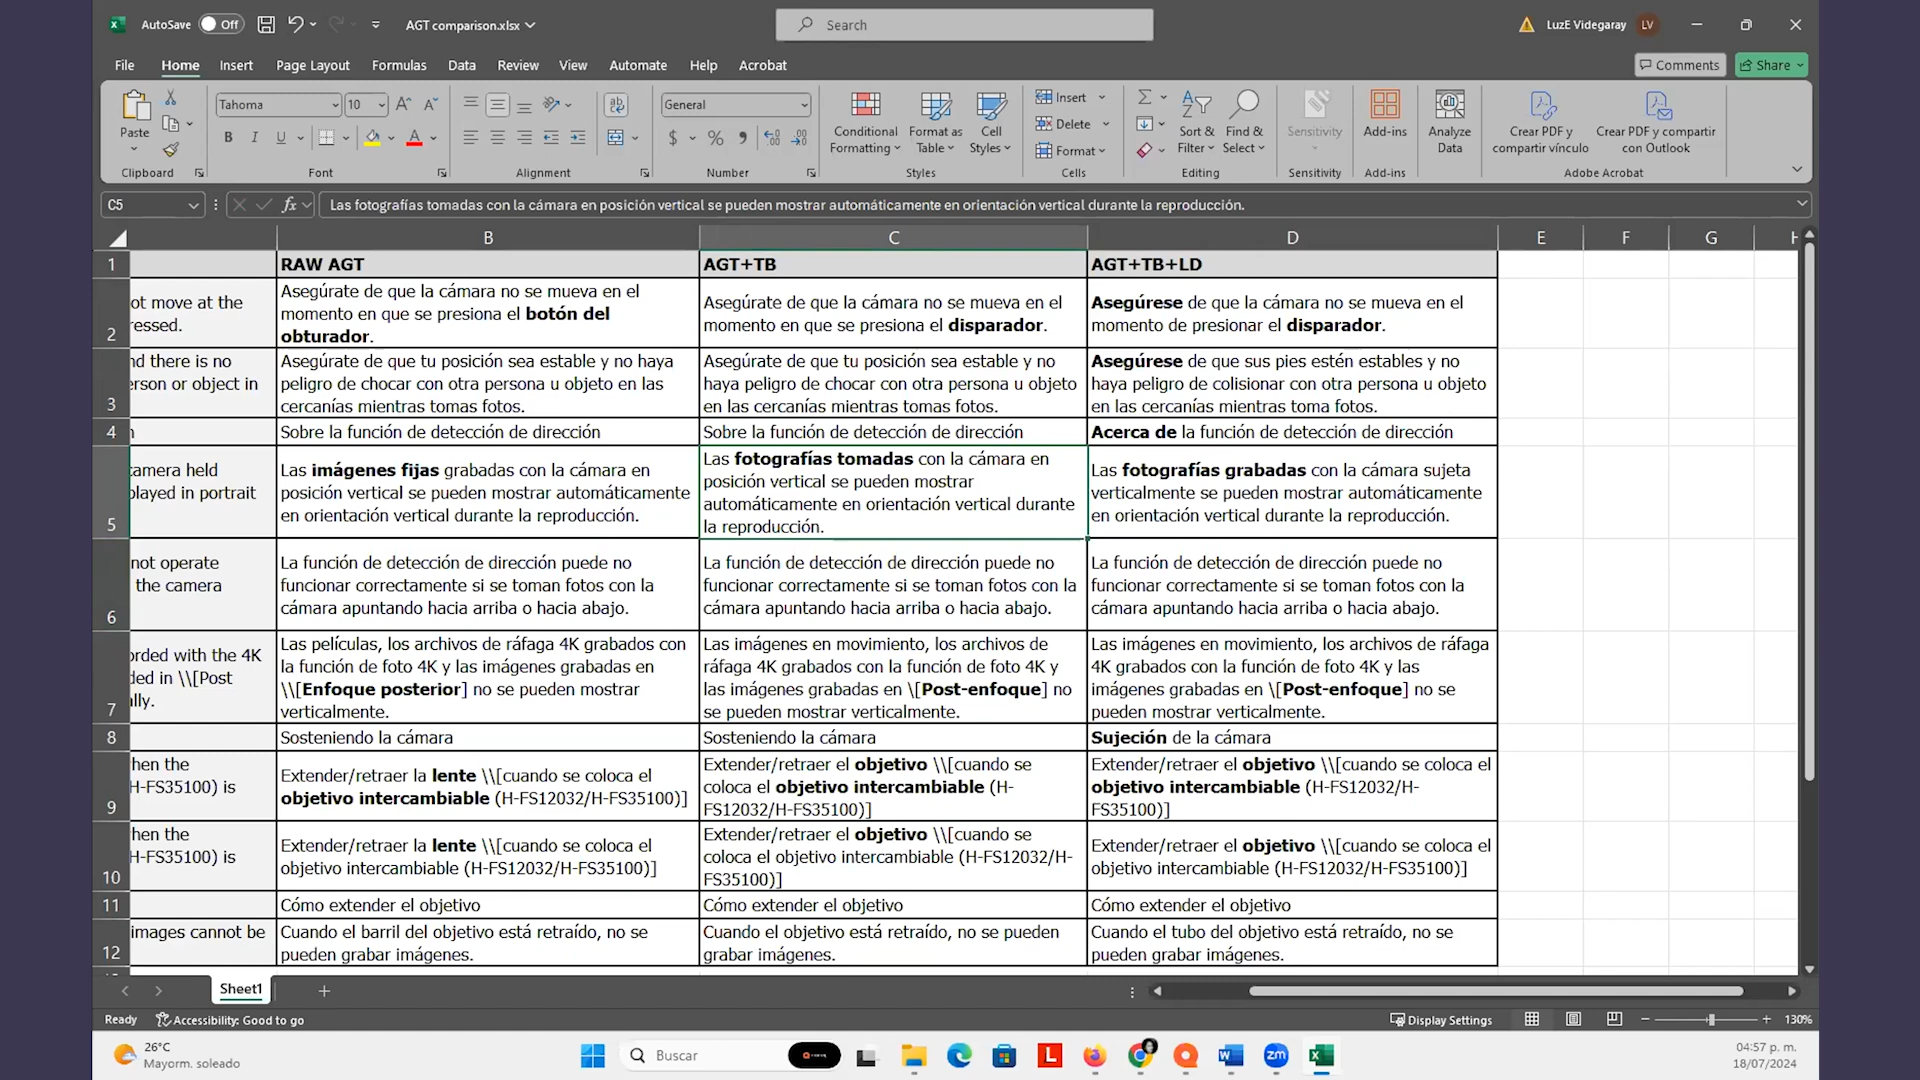 AutoSave Off AGT comparison.xlsx Search LuzE Videgaray LV
File Home Insert Page Layout Formulas Data Review View Automate Help Acrobat Comments Share
Paste Tahoma 10 General Conditional Formatting Format as Table Cell Styles Insert Delete Format Sort & Filter Find & Select Sensitivity Add-ins Analyze Data Crear PDF y compartir vínculo Crear PDF y compartir con Outlook
Clipboard Font Alignment Number Styles Cells Editing Sensitivity Add-ins Adobe Acrobat
C5 fx Las fotografías tomadas con la cámara en posición vertical se pueden mostrar automáticamente en orientación vertical durante la reproducción.
B C D E F G H
1 RAW AGT AGT+TB AGT+TB+LD
2
ot move at the
ressed.
Asegúrate de que la cámara no se mueva en el
momento en que se presiona el botón del
obturador.
Asegúrate de que la cámara no se mueva en el
momento en que se presiona el disparador.
Asegúrese de que la cámara no se mueva en el
momento de presionar el disparador.
3
nd there is no
erson or object in
Asegúrate de que tu posición sea estable y no haya
peligro de chocar con otra persona u objeto en las
cercanías mientras tomas fotos.
Asegúrate de que tu posición sea estable y no
haya peligro de chocar con otra persona u objeto
en las cercanías mientras tomas fotos.
Asegúrese de que sus pies estén estables y no
haya peligro de colisionar con otra persona u objeto
en las cercanías mientras toma fotos.
4
Sobre la función de detección de dirección
Sobre la función de detección de dirección
Acerca de la función de detección de dirección
5
camera held
played in portrait
Las imágenes fijas grabadas con la cámara en
posición vertical se pueden mostrar automáticamente
en orientación vertical durante la reproducción.
Las fotografías tomadas con la cámara en
posición vertical se pueden mostrar
automáticamente en orientación vertical durante
la reproducción.
Las fotografías grabadas con la cámara sujeta
verticalmente se pueden mostrar automáticamente
en orientación vertical durante la reproducción.
6
not operate
the camera
La función de detección de dirección puede no
funcionar correctamente si se toman fotos con la
cámara apuntando hacia arriba o hacia abajo.
La función de detección de dirección puede no
funcionar correctamente si se toman fotos con la
cámara apuntando hacia arriba o hacia abajo.
La función de detección de dirección puede no
funcionar correctamente si se toman fotos con la
cámara apuntando hacia arriba o hacia abajo.
7
orded with the 4K
ded in \\[Post
lly.
Las películas, los archivos de ráfaga 4K grabados con
la función de foto 4K y las imágenes grabadas en
\\[Enfoque posterior] no se pueden mostrar
verticalmente.
Las imágenes en movimiento, los archivos de
ráfaga 4K grabados con la función de foto 4K y
las imágenes grabadas en \[Post-enfoque] no
se pueden mostrar verticalmente.
Las imágenes en movimiento, los archivos de ráfaga
4K grabados con la función de foto 4K y las
imágenes grabadas en \[Post-enfoque] no se
pueden mostrar verticalmente.
8
Sosteniendo la cámara
Sosteniendo la cámara
Sujeción de la cámara
9
hen the
H-FS35100) is
Extender/retraer la lente \\[cuando se coloca el
objetivo intercambiable (H-FS12032/H-FS35100)]
Extender/retraer el objetivo \\[cuando se
coloca el objetivo intercambiable (H-
FS12032/H-FS35100)]
Extender/retraer el objetivo \\[cuando se coloca el
objetivo intercambiable (H-FS12032/H-
FS35100)]
10
hen the
H-FS35100) is
Extender/retraer la lente \\[cuando se coloca el
objetivo intercambiable (H-FS12032/H-FS35100)]
Extender/retraer el objetivo \\[cuando se
coloca el objetivo intercambiable (H-FS12032/H-
FS35100)]
Extender/retraer el objetivo \\[cuando se coloca el
objetivo intercambiable (H-FS12032/H-FS35100)]
11
Cómo extender el objetivo
Cómo extender el objetivo
Cómo extender el objetivo
12
images cannot be
Cuando el barril del objetivo está retraído, no se
pueden grabar imágenes.
Cuando el objetivo está retraído, no se pueden
grabar imágenes.
Cuando el tubo del objetivo está retraído, no se
pueden grabar imágenes.
Sheet1
Ready Accessibility: Good to go Display Settings 130%
26°C
Mayorm. soleado
Buscar
04:57 p. m.
18/07/2024